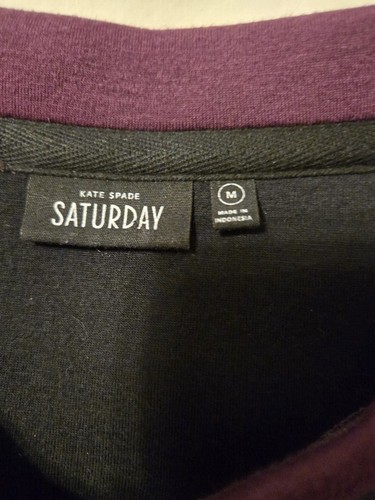 KATE SPADE
SATURDAY
M
MADE IN
INDONESIA